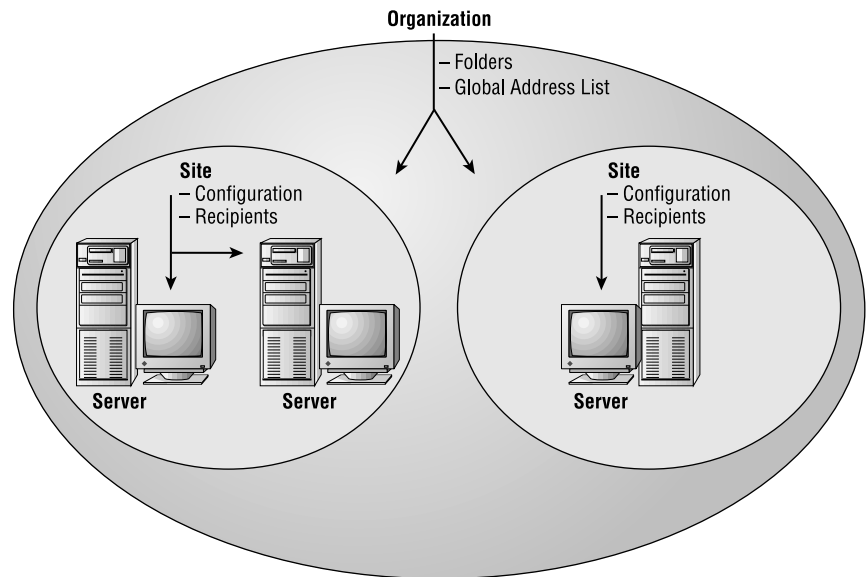 Organization
– Folders
– Global Address List
Site
– Configuration
– Recipients
Server
Server
Site
– Configuration
– Recipients
Server